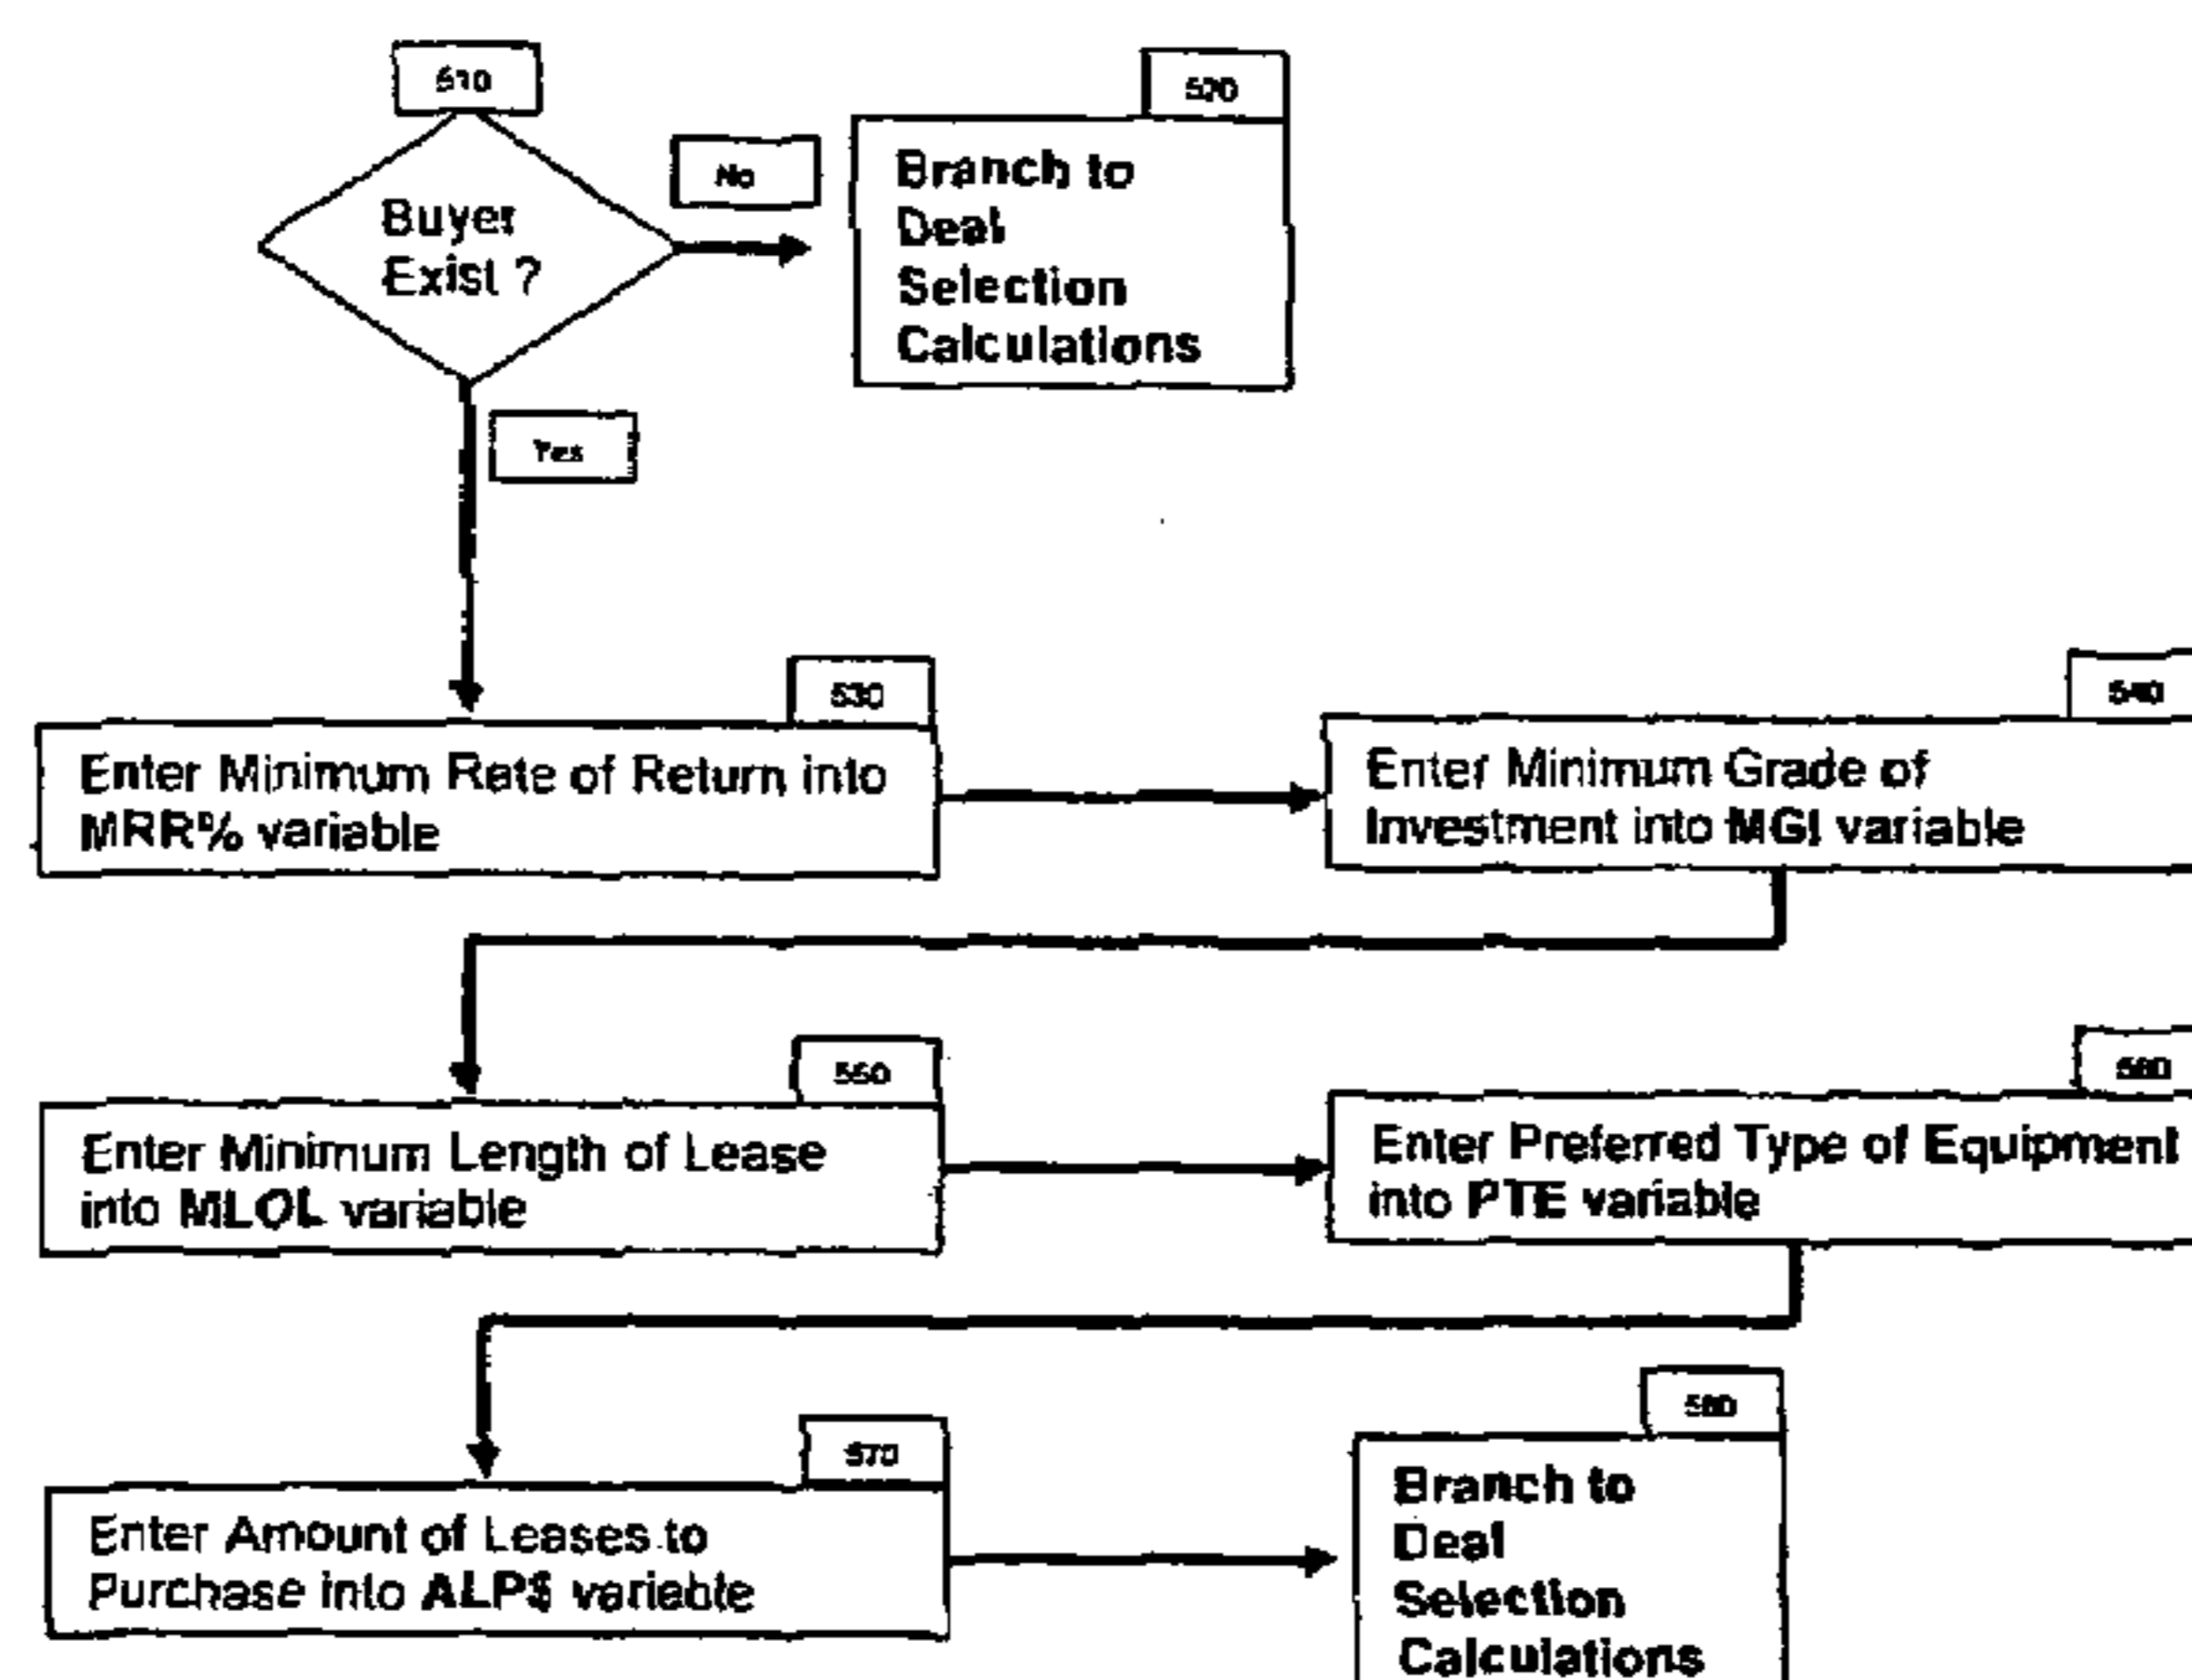 510
520
No
Buyer
Exist ?
Branch to
Deal
Selection
Calculations
Yes
530
Enter Minimum Rate of Return into
MRR% variable
540
Enter Minimum Grade of
Investment into MGI variable
550
Enter Minimum Length of Lease
into MLOL variable
560
Enter Preferred Type of Equipment
into PTE variable
570
Enter Amount of Leases to
Purchase into ALP$ variable
580
Branch to
Deal
Selection
Calculations